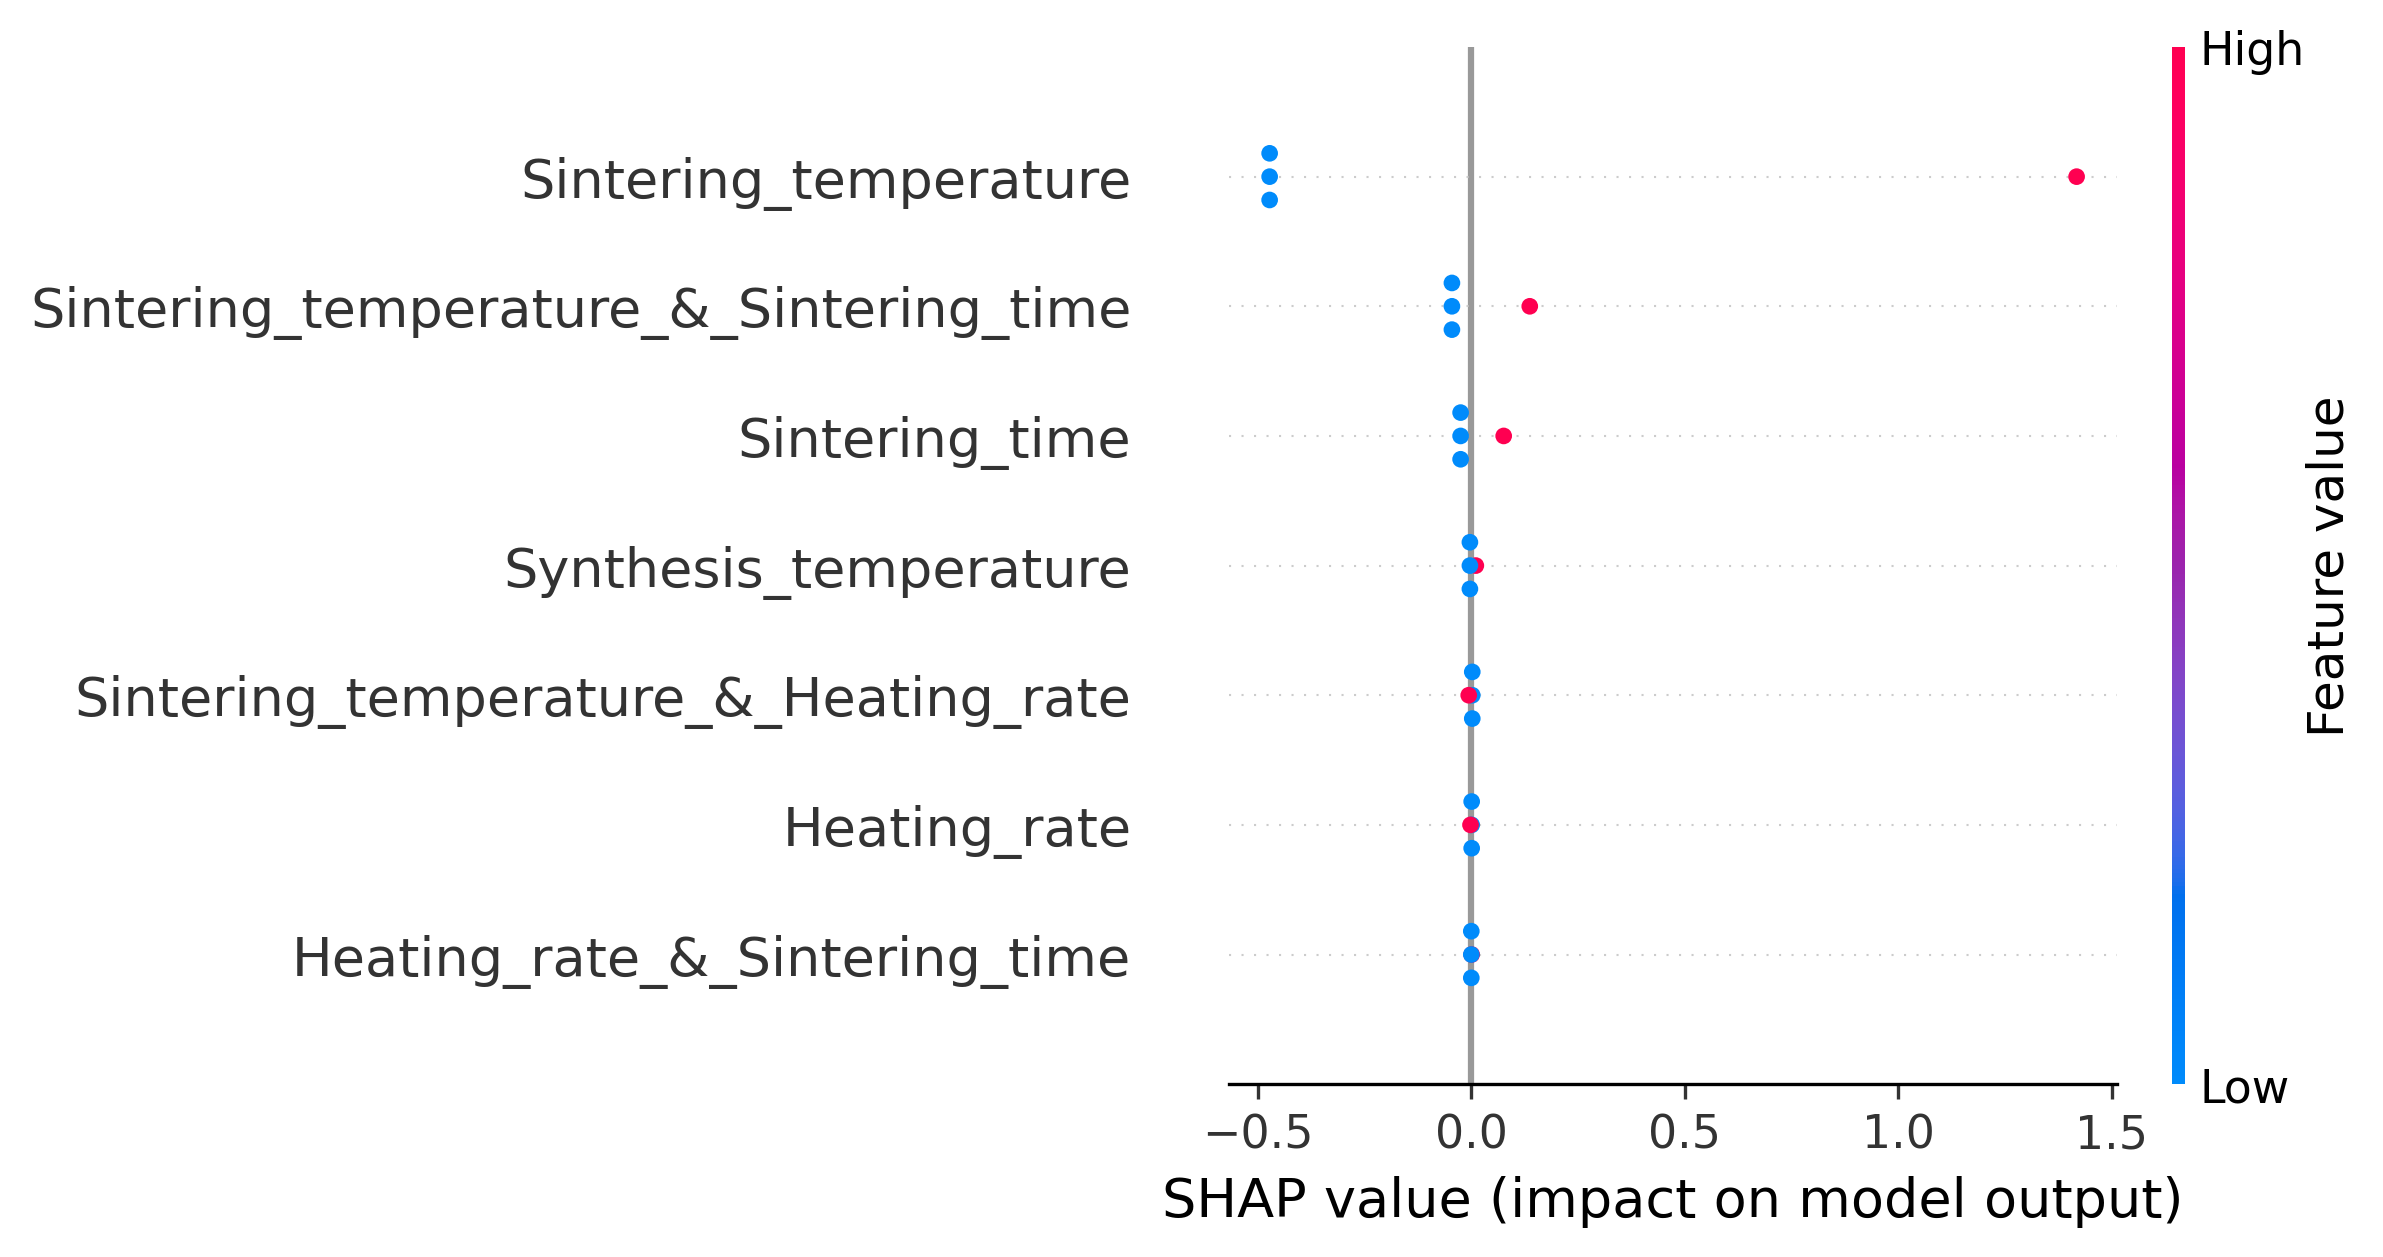 High
Sintering_temperature
Sintering_temperature_&_Sintering_time
Sintering_time
Synthesis_temperature
Sintering_temperature_&_Heating_rate
Heating_rate
Heating_rate_&_Sintering_time
Feature value
Low
−0.5 0.0 0.5 1.0 1.5
SHAP value (impact on model output)